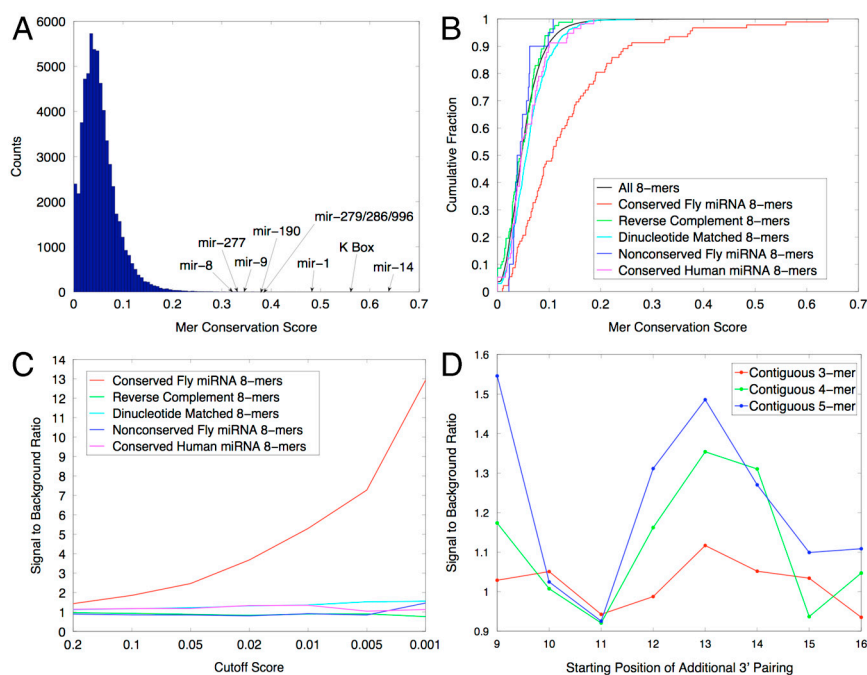 A
Counts
6000
5000
4000
3000
2000
1000
0
mir-279/286/996
mir-190
mir-277
K Box
mir-9
mir-1
mir-8
mir-14
0 0.1 0.2 0.3 0.4 0.5 0.6 0.7
Mer Conservation Score
B
Cumulative Fraction
1
0.9
0.8
0.7
0.6
0.5
0.4
0.3
0.2
0.1
0
All 8-mers
Conserved Fly miRNA 8-mers
Reverse Complement 8-mers
Dinucleotide Matched 8-mers
Nonconserved Fly miRNA 8-mers
Conserved Human miRNA 8-mers
0 0.1 0.2 0.3 0.4 0.5 0.6 0.7
Mer Conservation Score
C
Signal to Background Ratio
14
13
12
11
10
9
8
7
6
5
4
3
2
1
0
Conserved Fly miRNA 8-mers
Reverse Complement 8-mers
Dinucleotide Matched 8-mers
Nonconserved Fly miRNA 8-mers
Conserved Human miRNA 8-mers
0.2 0.1 0.05 0.02 0.01 0.005 0.001
Cutoff Score
D
Signal to Background Ratio
1.6
1.5
1.4
1.3
1.2
1.1
1
0.9
Contiguous 3-mer
Contiguous 4-mer
Contiguous 5-mer
9 10 11 12 13 14 15 16
Starting Position of Additional 3' Pairing